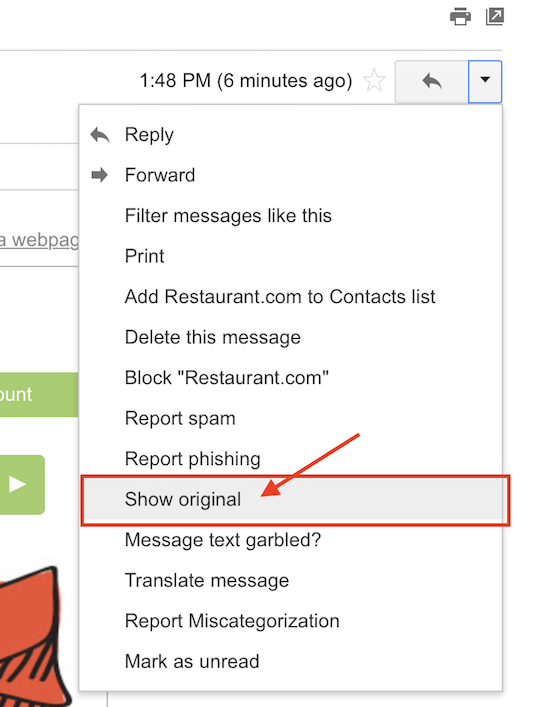 1:48 PM (6 minutes ago)
Reply
Forward
a webpag
Filter messages like this
Print
Add Restaurant.com to Contacts list
Delete this message
Block "Restaurant.com"
ount
Report spam
Report phishing
Show original
Message text garbled?
Translate message
Report Miscategorization
Mark as unread